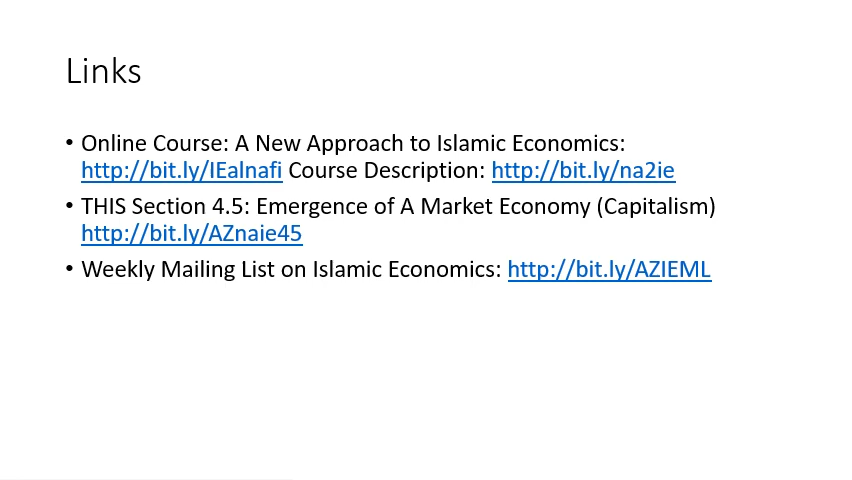 Links
• Online Course: A New Approach to Islamic Economics:
http://bit.ly/IEalnafi Course Description: http://bit.ly/na2ie
• THIS Section 4.5: Emergence of A Market Economy (Capitalism)
http://bit.ly/AZnaie45
• Weekly Mailing List on Islamic Economics: http://bit.ly/AZIEML